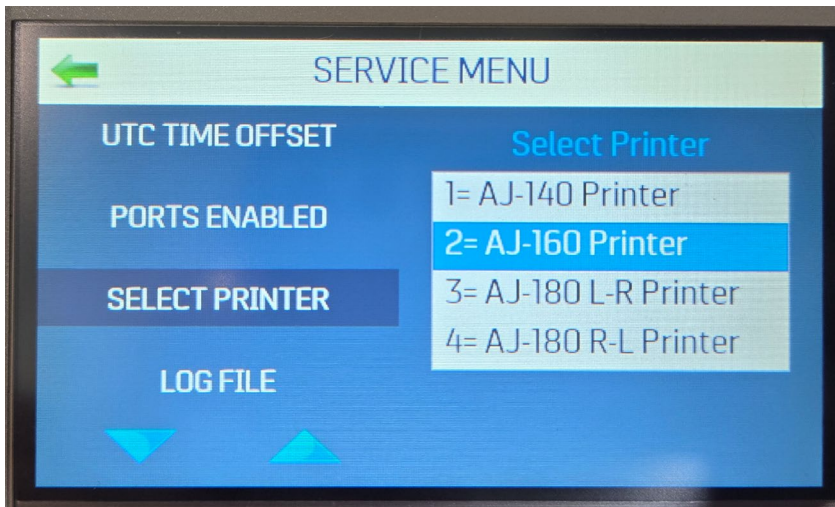 SERVICE MENU
UTC TIME OFFSET
PORTS ENABLED
SELECT PRINTER
LOG FILE
Select Printer
1= AJ-140 Printer
2= AJ-160 Printer
3= AJ-180 L-R Printer
4= AJ-180 R-L Printer